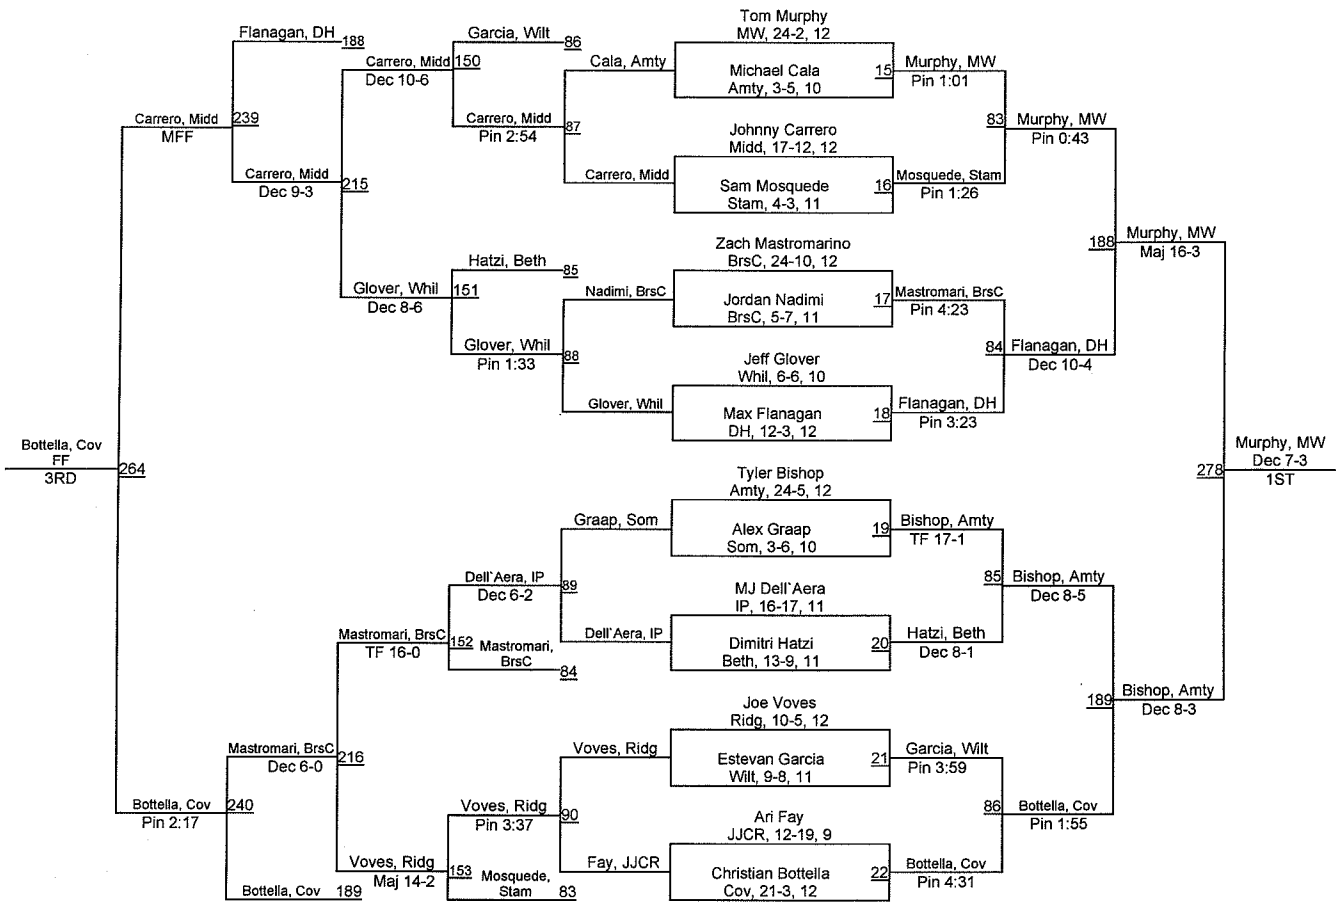 Tom Murphy
MW, 24-2, 12
Flanagan, DH
188
Garcia, Wilt
86
Carrero, Midd
150
Dec 10-6
Cala, Amty
Michael Cala
Amty, 3-5, 10
15
Murphy, MW
Pin 1:01
Carrero, Midd
MFF
239
Carrero, Midd
Pin 2:54
87
Johnny Carrero
Midd, 17-12, 12
83
Murphy, MW
Pin 0:43
Carrero, Midd
Dec 9-3
215
Carrero, Midd
Sam Mosquede
Stam, 4-3, 11
16
Mosquede, Stam
Pin 1:26
Zach Mastromarino
BrsC, 24-10, 12
188
Murphy, MW
Maj 16-3
Hatzi, Beth
85
Glover, Whil
151
Dec 8-6
Nadimi, BrsC
Jordan Nadimi
BrsC, 5-7, 11
17
Mastromari, BrsC
Pin 4:23
Glover, Whil
Pin 1:33
88
Jeff Glover
Whil, 6-6, 10
84
Flanagan, DH
Dec 10-4
Glover, Whil
Max Flanagan
DH, 12-3, 12
18
Flanagan, DH
Pin 3:23
Bottella, Cov
FF
3RD
264
Tyler Bishop
Amty, 24-5, 12
278
Murphy, MW
Dec 7-3
1ST
Graap, Som
Alex Graap
Som, 3-6, 10
19
Bishop, Amty
TF 17-1
Dell`Aera, IP
Dec 6-2
89
MJ Dell`Aera
IP, 16-17, 11
85
Bishop, Amty
Dec 8-5
Mastromari, BrsC
TF 16-0
152
Mastromari,
BrsC
84
Dell`Aera, IP
Dimitri Hatzi
Beth, 13-9, 11
20
Hatzi, Beth
Dec 8-1
Joe Voves
Ridg, 10-5, 12
189
Bishop, Amty
Dec 8-3
Mastromari, BrsC
Dec 6-0
216
Voves, Ridg
Estevan Garcia
Wilt, 9-8, 11
21
Garcia, Wilt
Pin 3:59
Bottella, Cov
Pin 2:17
240
Voves, Ridg
Pin 3:37
90
Ari Fay
JJCR, 12-19, 9
86
Bottella, Cov
Pin 1:55
Voves, Ridg
Maj 14-2
153
Mosquede,
Stam
83
Fay, JJCR
Christian Bottella
Cov, 21-3, 12
22
Bottella, Cov
Pin 4:31
Bottella, Cov
189